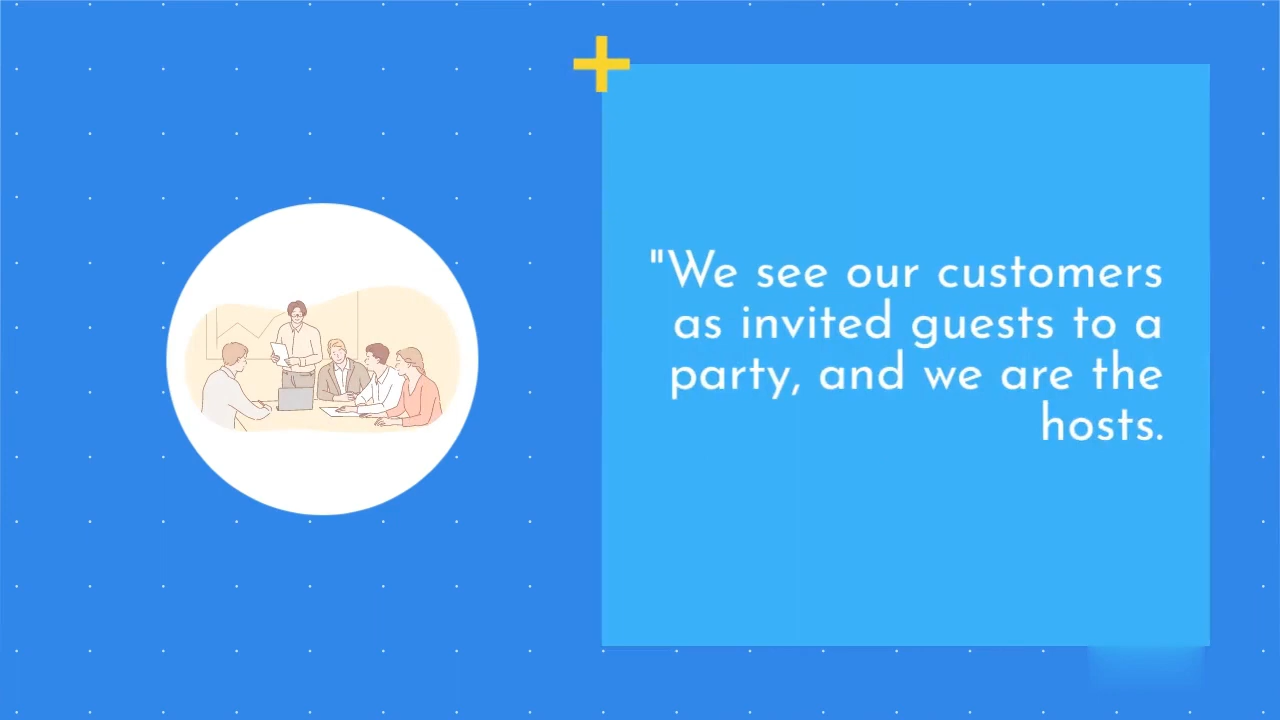 "We see our customers
as invited guests to a
party, and we are the
hosts.